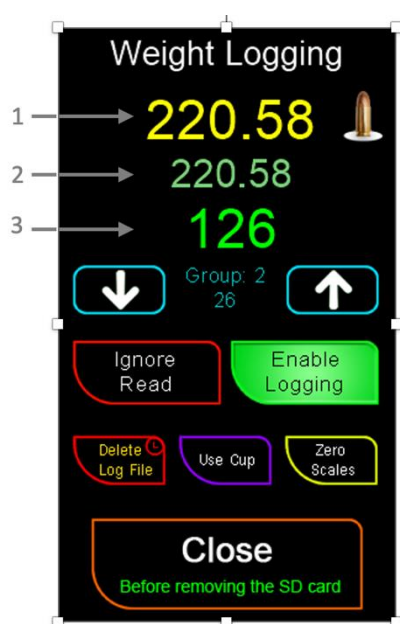 Weight Logging
1
220.58
2
220.58
3
126
Group: 2
26
Ignore
Read
Enable
Logging
Delete
Log File
Use Cup
Zero
Scales
Close
Before removing the SD card